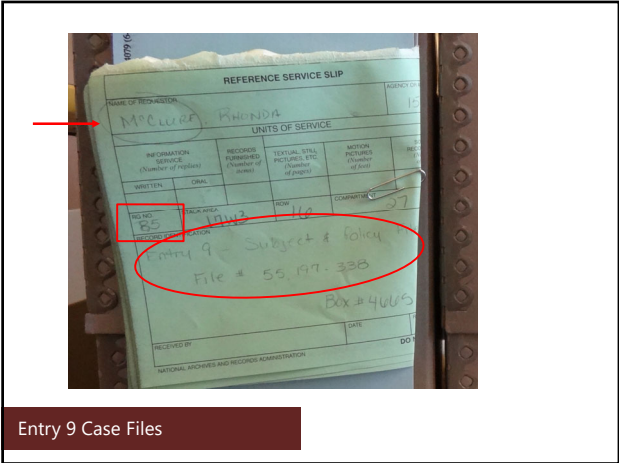 REFERENCE SERVICE SLIP
NAME OF REQUESTOR
McCLURE, RHONDA
UNITS OF SERVICE
INFORMATION SERVICE (Number of replies)
RECORDS FURNISHED (Number of items)
TEXTUAL, STILL PICTURES, ETC. (Number of pages)
MOTION PICTURES (Number of feet)
WRITTEN
ORAL
RG NO. STACK AREA ROW COMPARTMENT
85 17W3 16 27
RECORD IDENTIFICATION
Entry 9 Subject & Policy
File # 55,197-338
Box # 4665
RECEIVED BY
DATE
NATIONAL ARCHIVES AND RECORDS ADMINISTRATION
Entry 9 Case Files